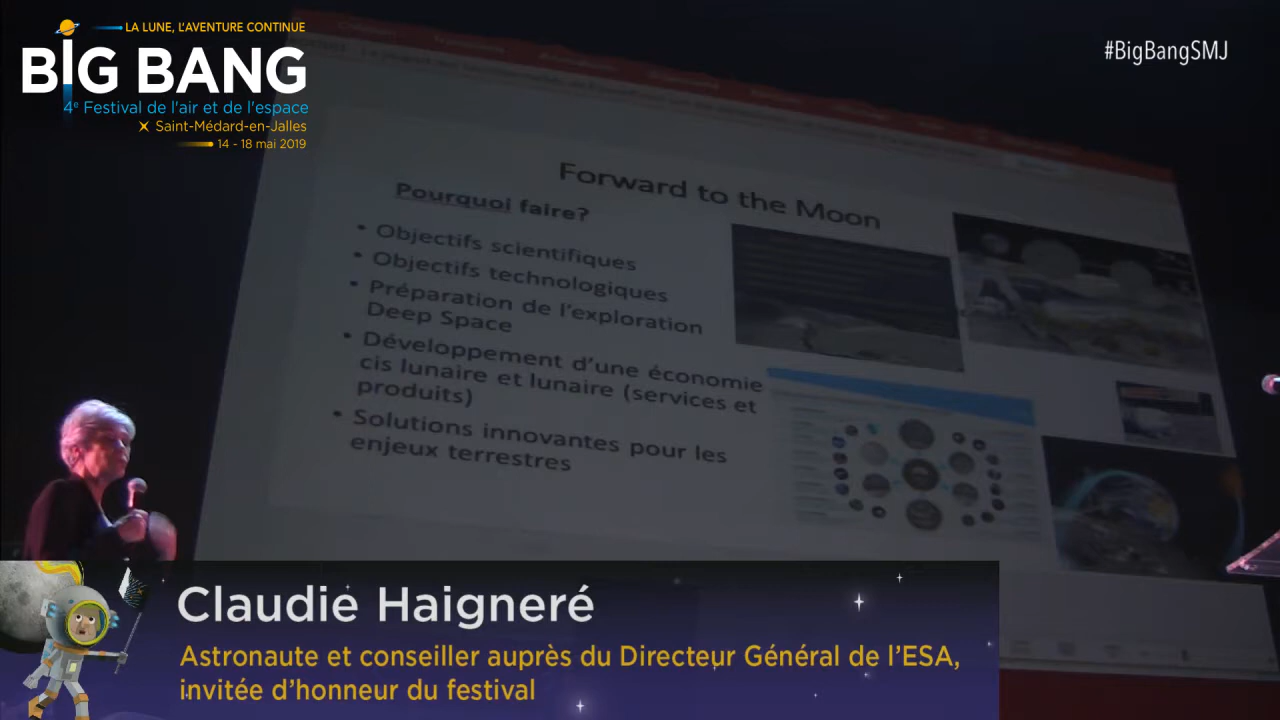 LA LUNE, L'AVENTURE CONTINUE
BIG BANG
4e Festival de l'air et de l'espace
Saint-Médard-en-Jalles
14 - 18 mai 2019
#BigBangSMJ
Forward to the Moon
Pourquoi faire?
• Objectifs scientifiques
• Objectifs technologiques
• Préparation de l'exploration
Deep Space
• Développement d'une économie
cis lunaire et lunaire (services et
produits)
• Solutions innovantes pour les
enjeux terrestres
Claudie Haigneré
Astronaute et conseiller auprès du Directeur Général de l'ESA,
invitée d'honneur du festival